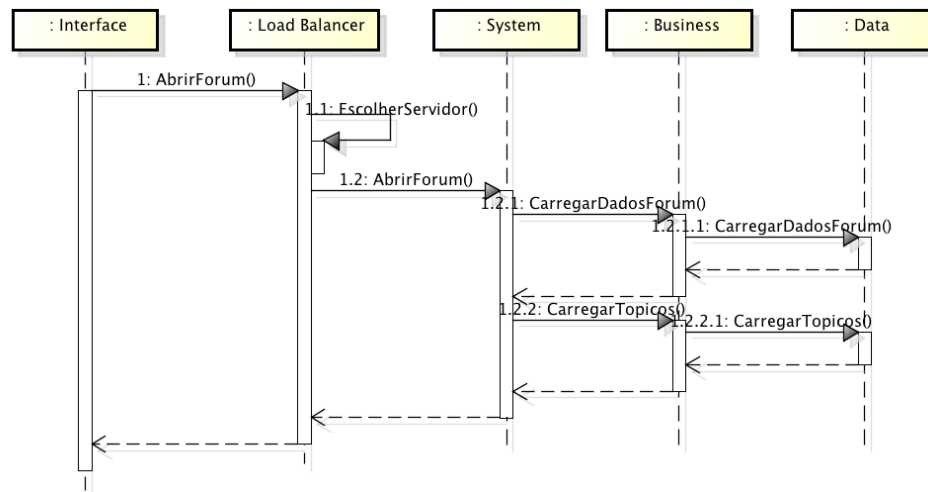 : Interface
: Load Balancer
: System
: Business
: Data
1: AbrirForum()
1.1: EscolherServidor()
1.2: AbrirForum()
1.2.1: CarregarDadosForum()
1.2.1.1: CarregarDadosForum()
1.2.2: CarregarTopicos()
1.2.2.1: CarregarTopicos()